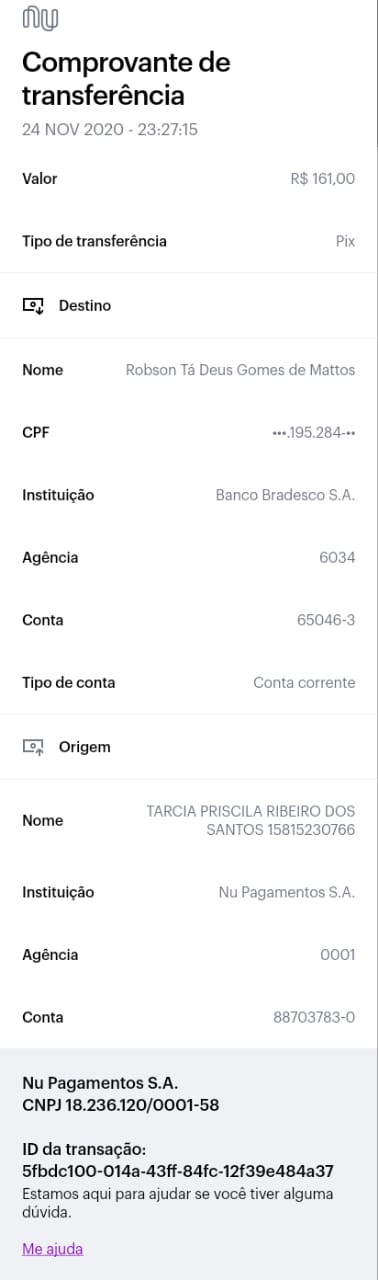 nu
Comprovante de
transferência
24 NOV 2020 - 23:27:15
Valor R$ 161,00
Tipo de transferência Pix
Destino
Nome Robson Tá Deus Gomes de Mattos
CPF •••.195.284-••
Instituição Banco Bradesco S.A.
Agência 6034
Conta 65046-3
Tipo de conta Conta corrente
Origem
Nome TARCIA PRISCILA RIBEIRO DOS
SANTOS 15815230766
Instituição Nu Pagamentos S.A.
Agência 0001
Conta 88703783-0
Nu Pagamentos S.A.
CNPJ 18.236.120/0001-58
ID da transação:
5fbdc100-014a-43ff-84fc-12f39e484a37
Estamos aqui para ajudar se você tiver alguma
dúvida.
Me ajuda